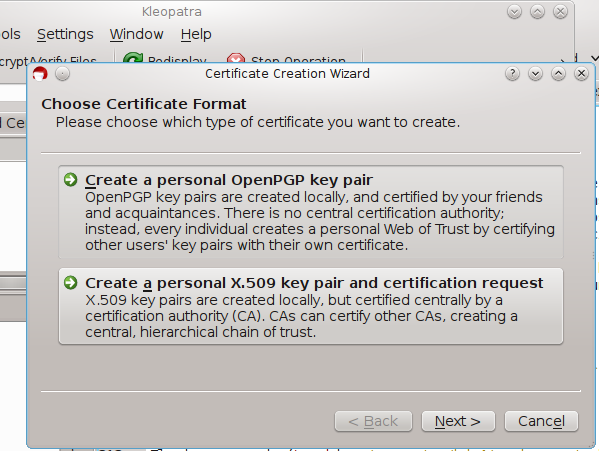 Kleopatra
Settings Window Help
Files Redisplay Stop Operation
Certificate Creation Wizard
Choose Certificate Format
Please choose which type of certificate you want to create.
Create a personal OpenPGP key pair
OpenPGP key pairs are created locally, and certified by your friends
and acquaintances. There is no central certification authority;
instead, every individual creates a personal Web of Trust by certifying
other users' key pairs with their own certificate.
Create a personal X.509 key pair and certification request
X.509 key pairs are created locally, but certified centrally by a
certification authority (CA). CAs can certify other CAs, creating a
central, hierarchical chain of trust.
< Back Next > Cancel